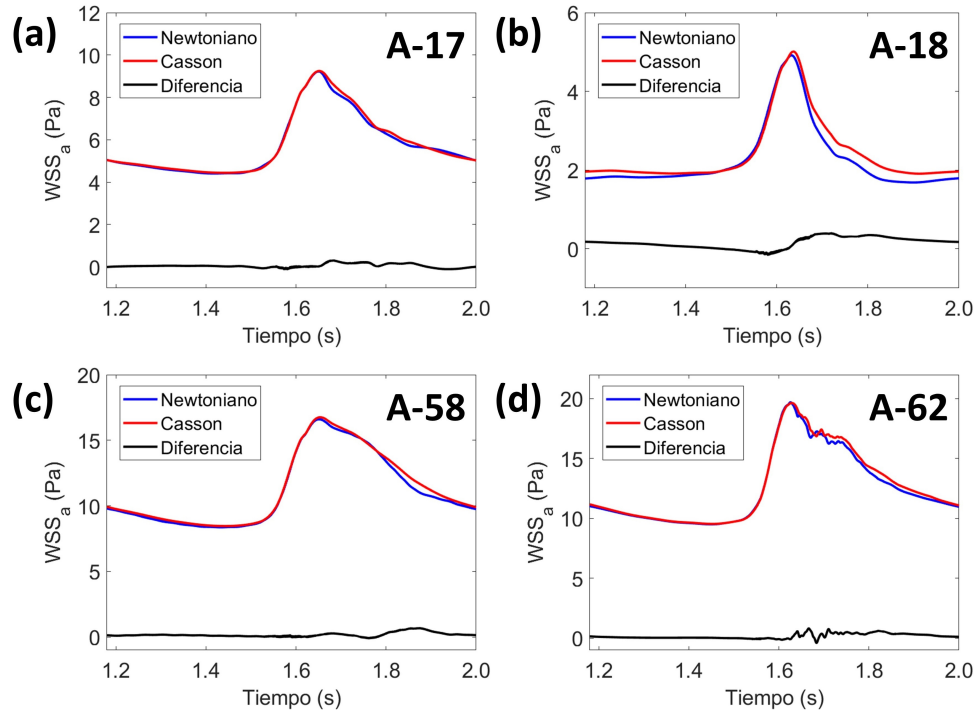 (a)
A-17
Newtoniano
Casson
Diferencia
WSSa (Pa)
12
10
8
6
4
2
0
1.2
1.4
1.6
1.8
2.0
Tiempo (s)
(b)
A-18
Newtoniano
Casson
Diferencia
WSSa (Pa)
6
4
2
0
1.2
1.4
1.6
1.8
2.0
Tiempo (s)
(c)
A-58
Newtoniano
Casson
Diferencia
WSSa (Pa)
20
15
10
5
0
1.2
1.4
1.6
1.8
2.0
Tiempo (s)
(d)
A-62
Newtoniano
Casson
Diferencia
WSSa (Pa)
20
15
10
5
0
1.2
1.4
1.6
1.8
2.0
Tiempo (s)